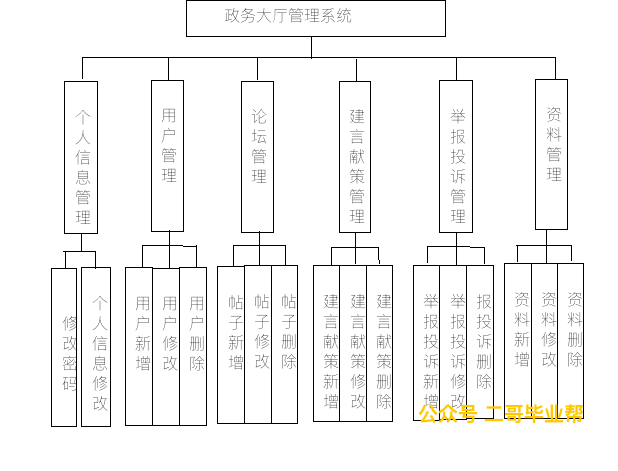 政务大厅管理系统
个人信息管理
用户管理
论坛管理
建言献策管理
举报投诉管理
资料管理
修改密码
个人信息修改
用户新增
用户修改
用户删除
帖子新增
帖子修改
帖子删除
建言献策新增
建言献策修改
建言献策删除
举报投诉新增
举报投诉修改
报投诉删除
资料新增
资料修改
资料删除
公众号 二哥毕业帮